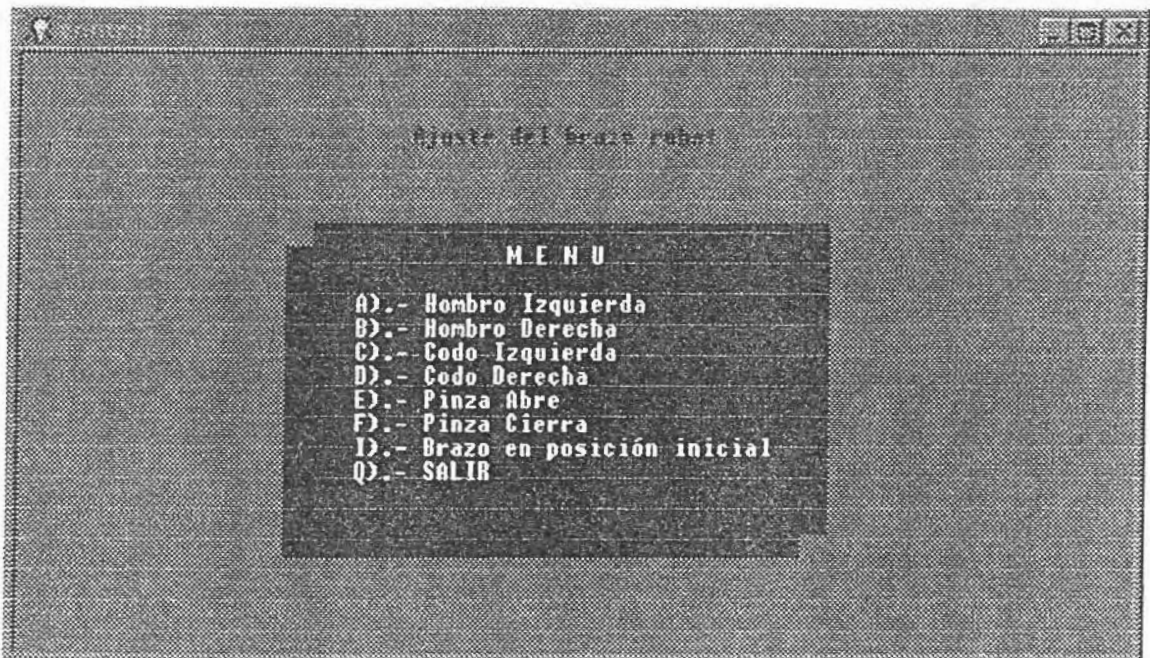 Ajuste del brazo robot
M E N U
A).- Hombro Izquierda
B).- Hombro Derecha
C).- Codo Izquierda
D).- Codo Derecha
E).- Pinza Abre
F).- Pinza Cierra
I).- Brazo en posición inicial
Q).- SALIR